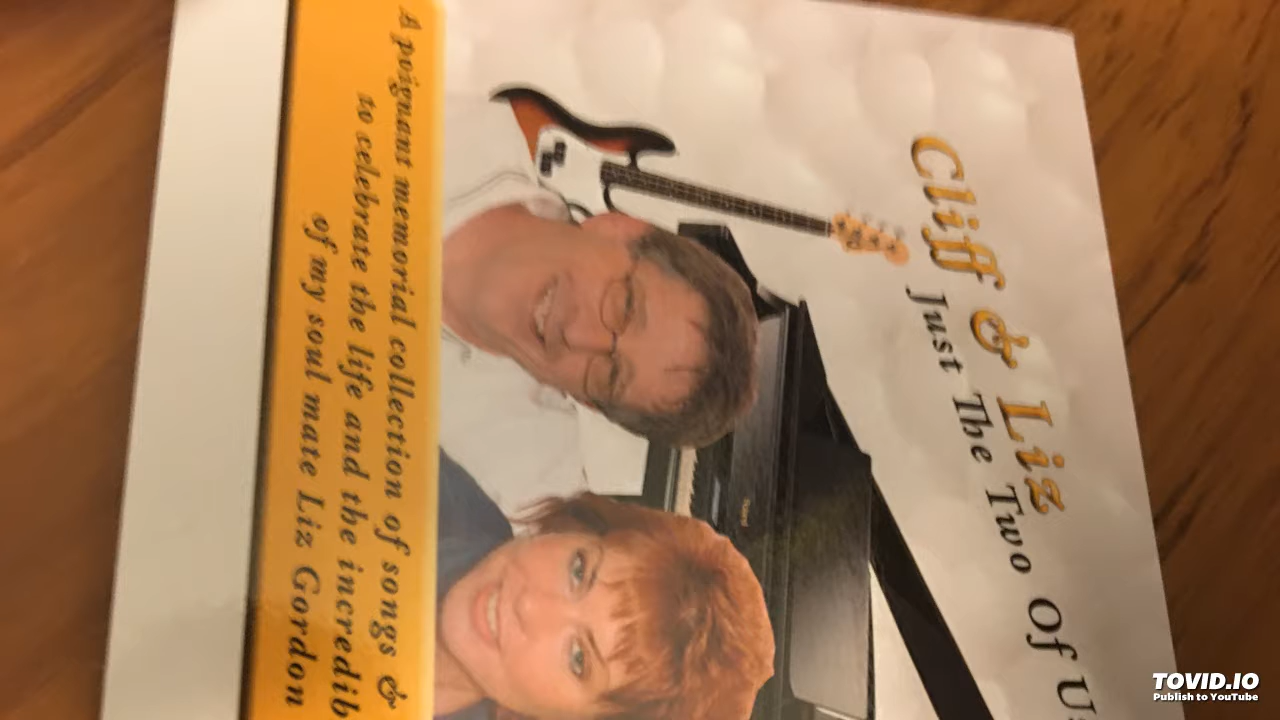 Cliff & Liz
Just The Two Of
A poignant memorial collection of songs &
to celebrate the life and the
of my soul mate Liz Gordon
TOVID.IO
Publish to YouTube